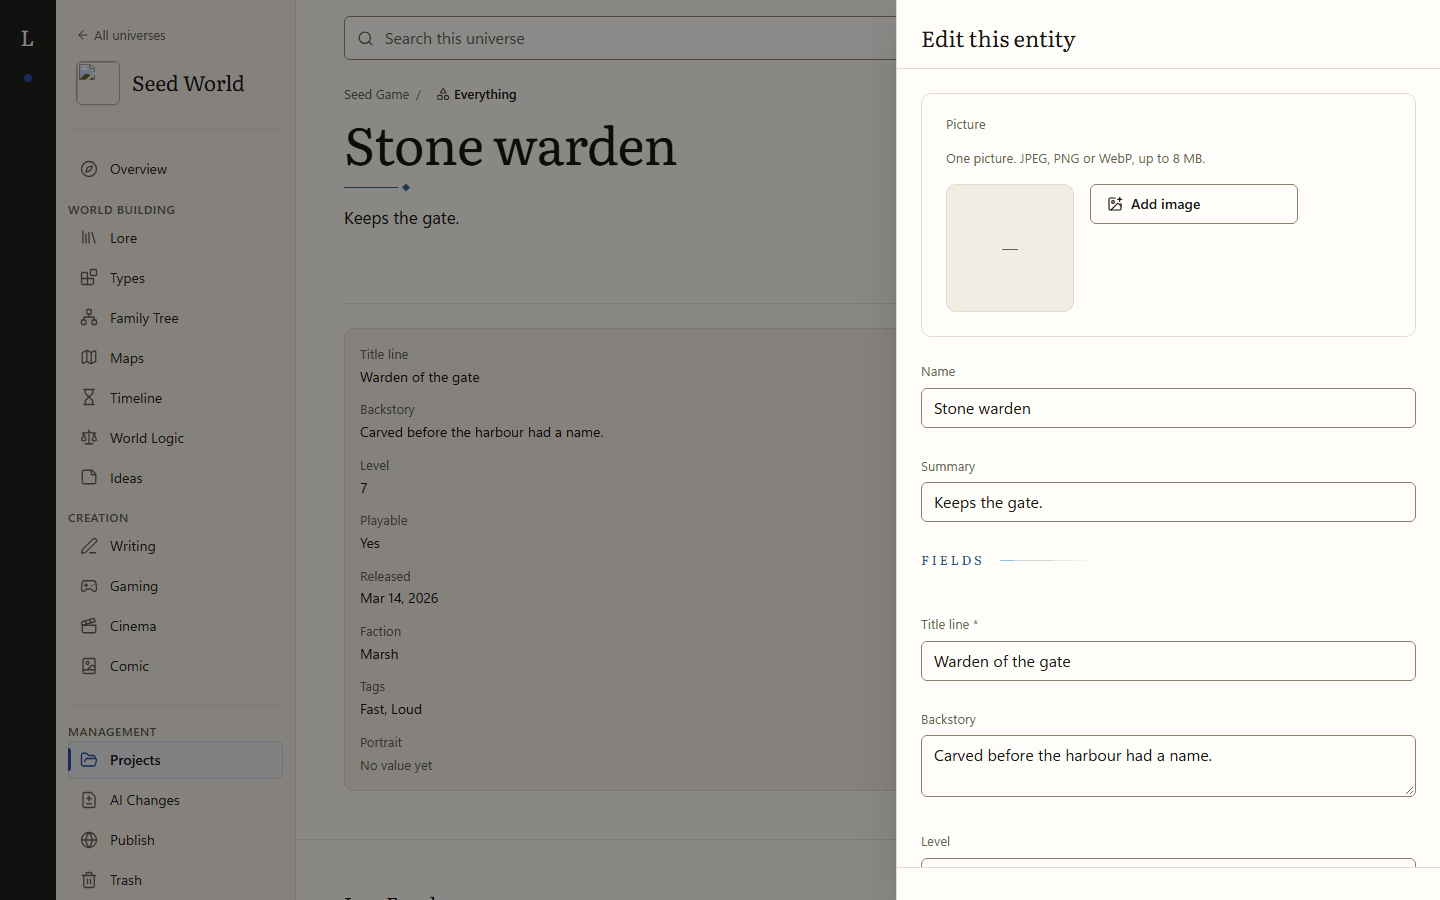 L
All universes
Seed World
Overview
WORLD BUILDING
Lore
Types
Family Tree
Maps
Timeline
World Logic
Ideas
CREATION
Writing
Gaming
Cinema
Comic
MANAGEMENT
Projects
AI Changes
Publish
Trash
Search this universe
Seed Game / Everything
Stone warden
Keeps the gate.
Title line
Warden of the gate
Backstory
Carved before the harbour had a name.
Level
7
Playable
Yes
Released
Mar 14, 2026
Faction
Marsh
Tags
Fast, Loud
Portrait
No value yet
Edit this entity
Picture
One picture. JPEG, PNG or WebP, up to 8 MB.
—
Add image
Name
Stone warden
Summary
Keeps the gate.
FIELDS
Title line *
Warden of the gate
Backstory
Carved before the harbour had a name.
Level